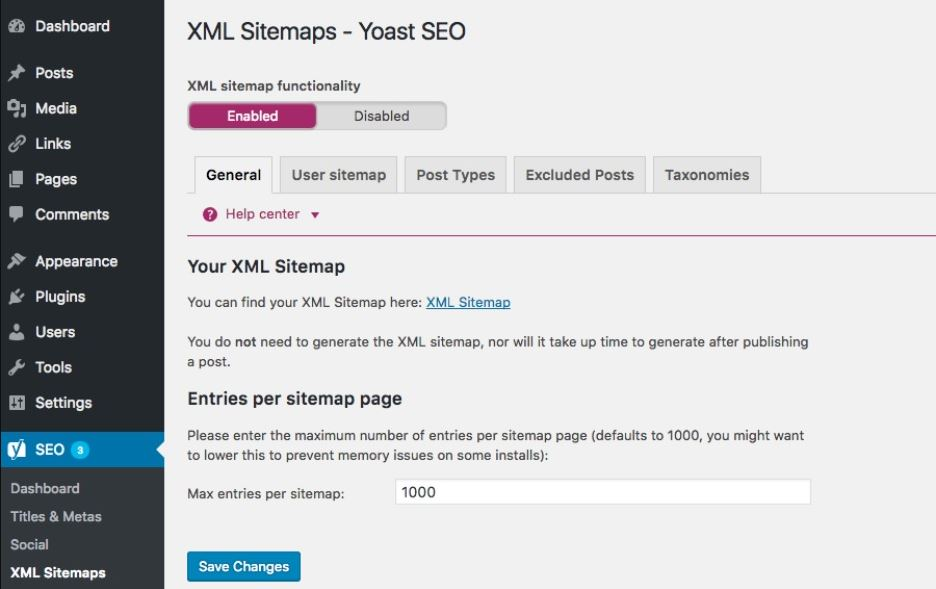 Dashboard
Posts
Media
Links
Pages
Comments
Appearance
Plugins
Users
Tools
Settings
SEO 3
Dashboard
Titles & Metas
Social
XML Sitemaps
XML Sitemaps - Yoast SEO
XML sitemap functionality
Enabled Disabled
General User sitemap Post Types Excluded Posts Taxonomies
? Help center
Your XML Sitemap
You can find your XML Sitemap here: XML Sitemap
You do not need to generate the XML sitemap, nor will it take up time to generate after publishing
a post.
Entries per sitemap page
Please enter the maximum number of entries per sitemap page (defaults to 1000, you might want
to lower this to prevent memory issues on some installs):
Max entries per sitemap: 1000
Save Changes